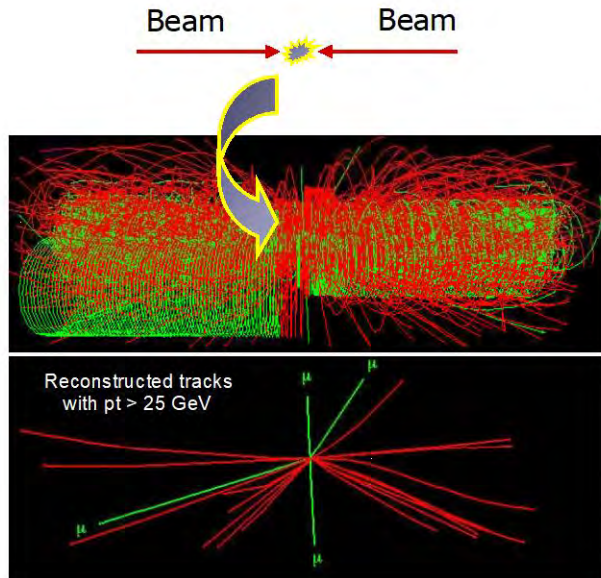 Beam Beam
Reconstructed tracks
with pt > 25 GeV
μ
μ
μ
μ